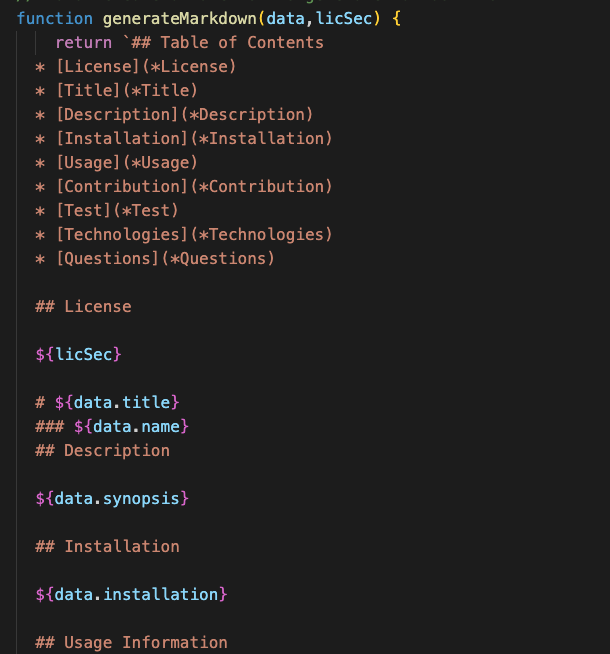 function generateMarkdown(data,licSec) {
return `## Table of Contents
* [License](*License)
* [Title](*Title)
* [Description](*Description)
* [Installation](*Installation)
* [Usage](*Usage)
* [Contribution](*Contribution)
* [Test](*Test)
* [Technologies](*Technologies)
* [Questions](*Questions)
## License
${licSec}
# ${data.title}
### ${data.name}
## Description
${data.synopsis}
## Installation
${data.installation}
## Usage Information